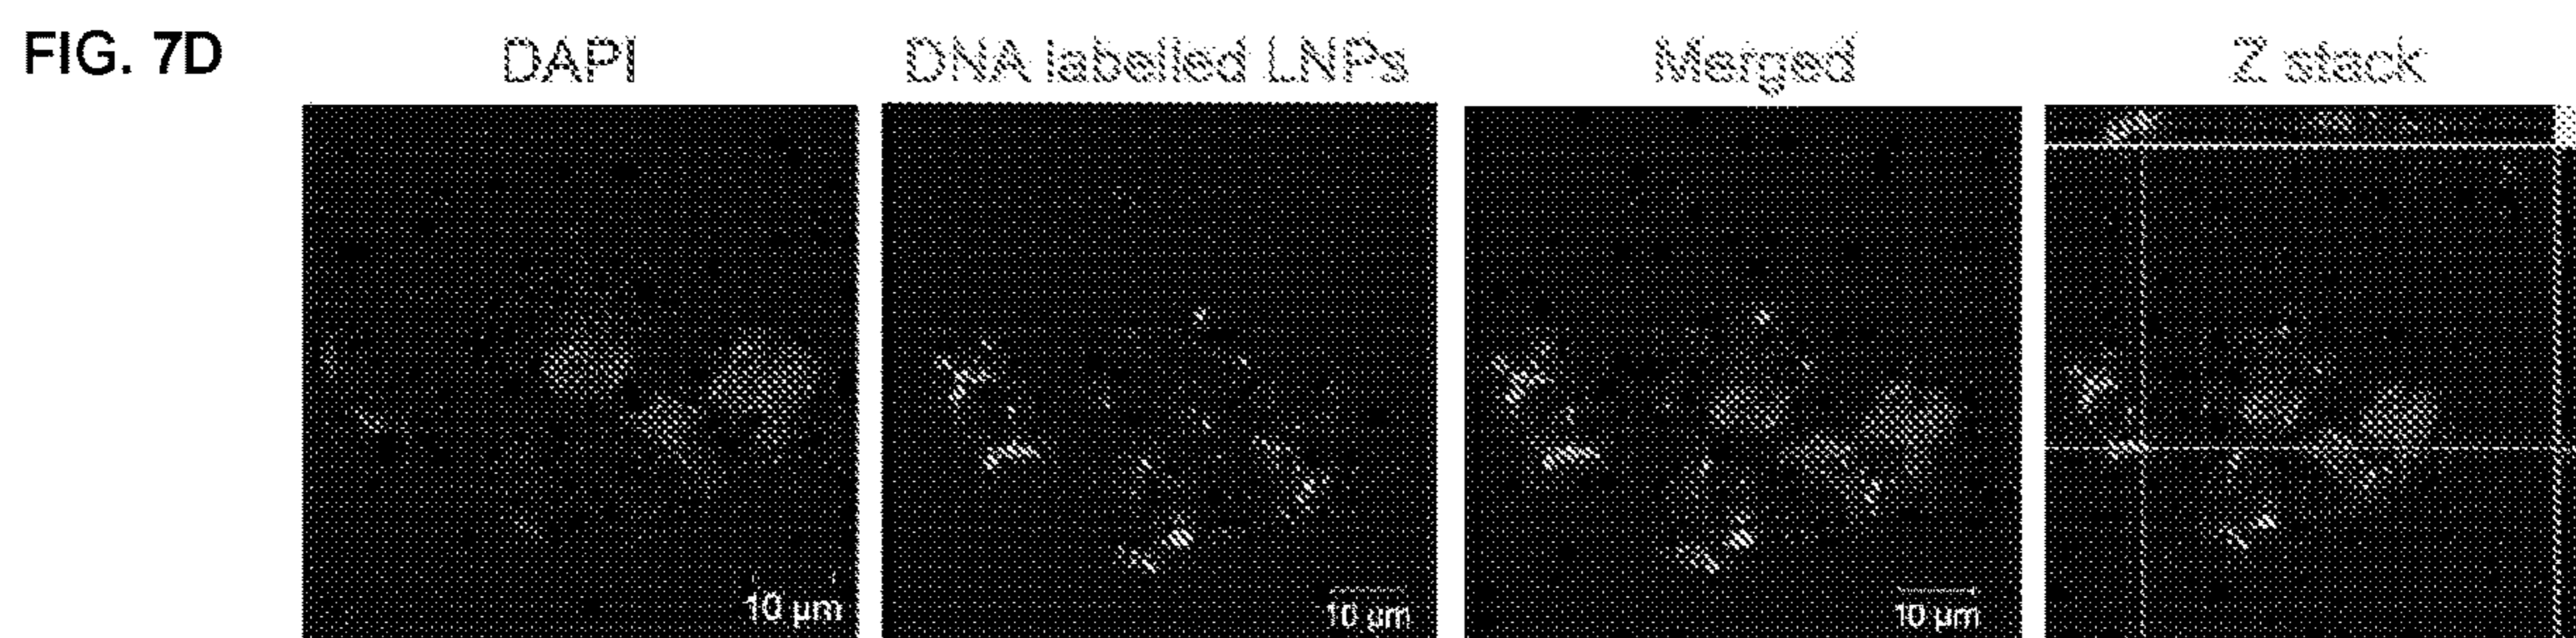 FIG. 7D
DAPI
DNA labelled LNPs
Merged
Z stack
10 µm
10 µm
10 µm